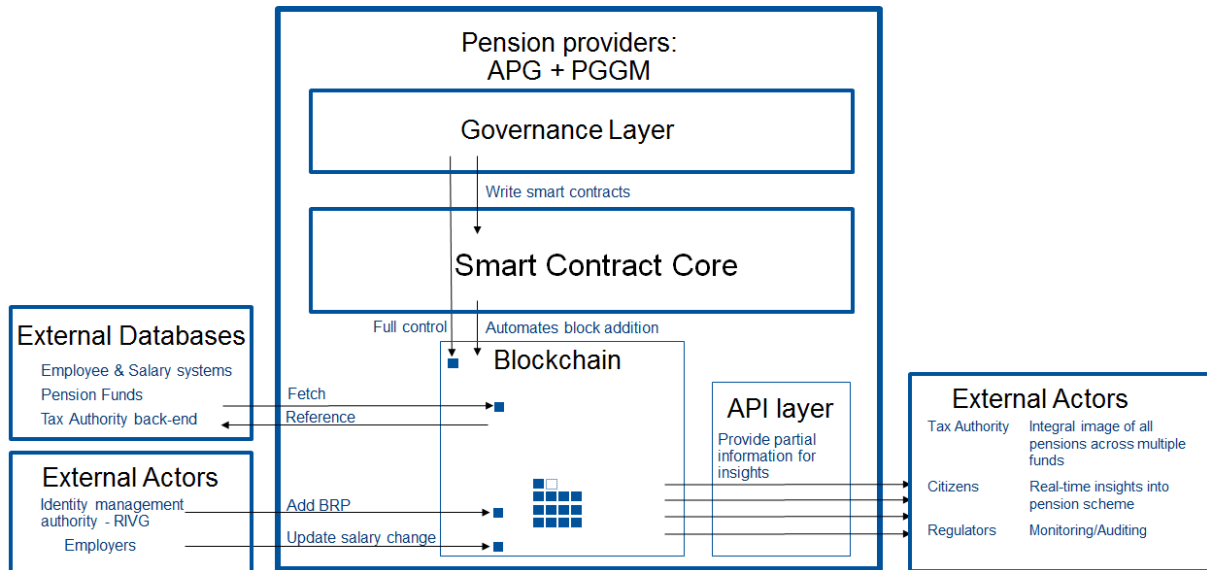 Pension providers:
APG + PGGM
Governance Layer
Write smart contracts
Smart Contract Core
Full control
Automates block addition
Blockchain
External Databases
Employee & Salary systems
Pension Funds
Tax Authority back-end
Fetch
Reference
External Actors
Identity management
authority - RIVG
Employers
Add BRP
Update salary change
API layer
Provide partial
information for
insights
External Actors
Tax Authority
Integral image of all
pensions across multiple
funds
Citizens
Real-time insights into
pension scheme
Regulators
Monitoring/Auditing